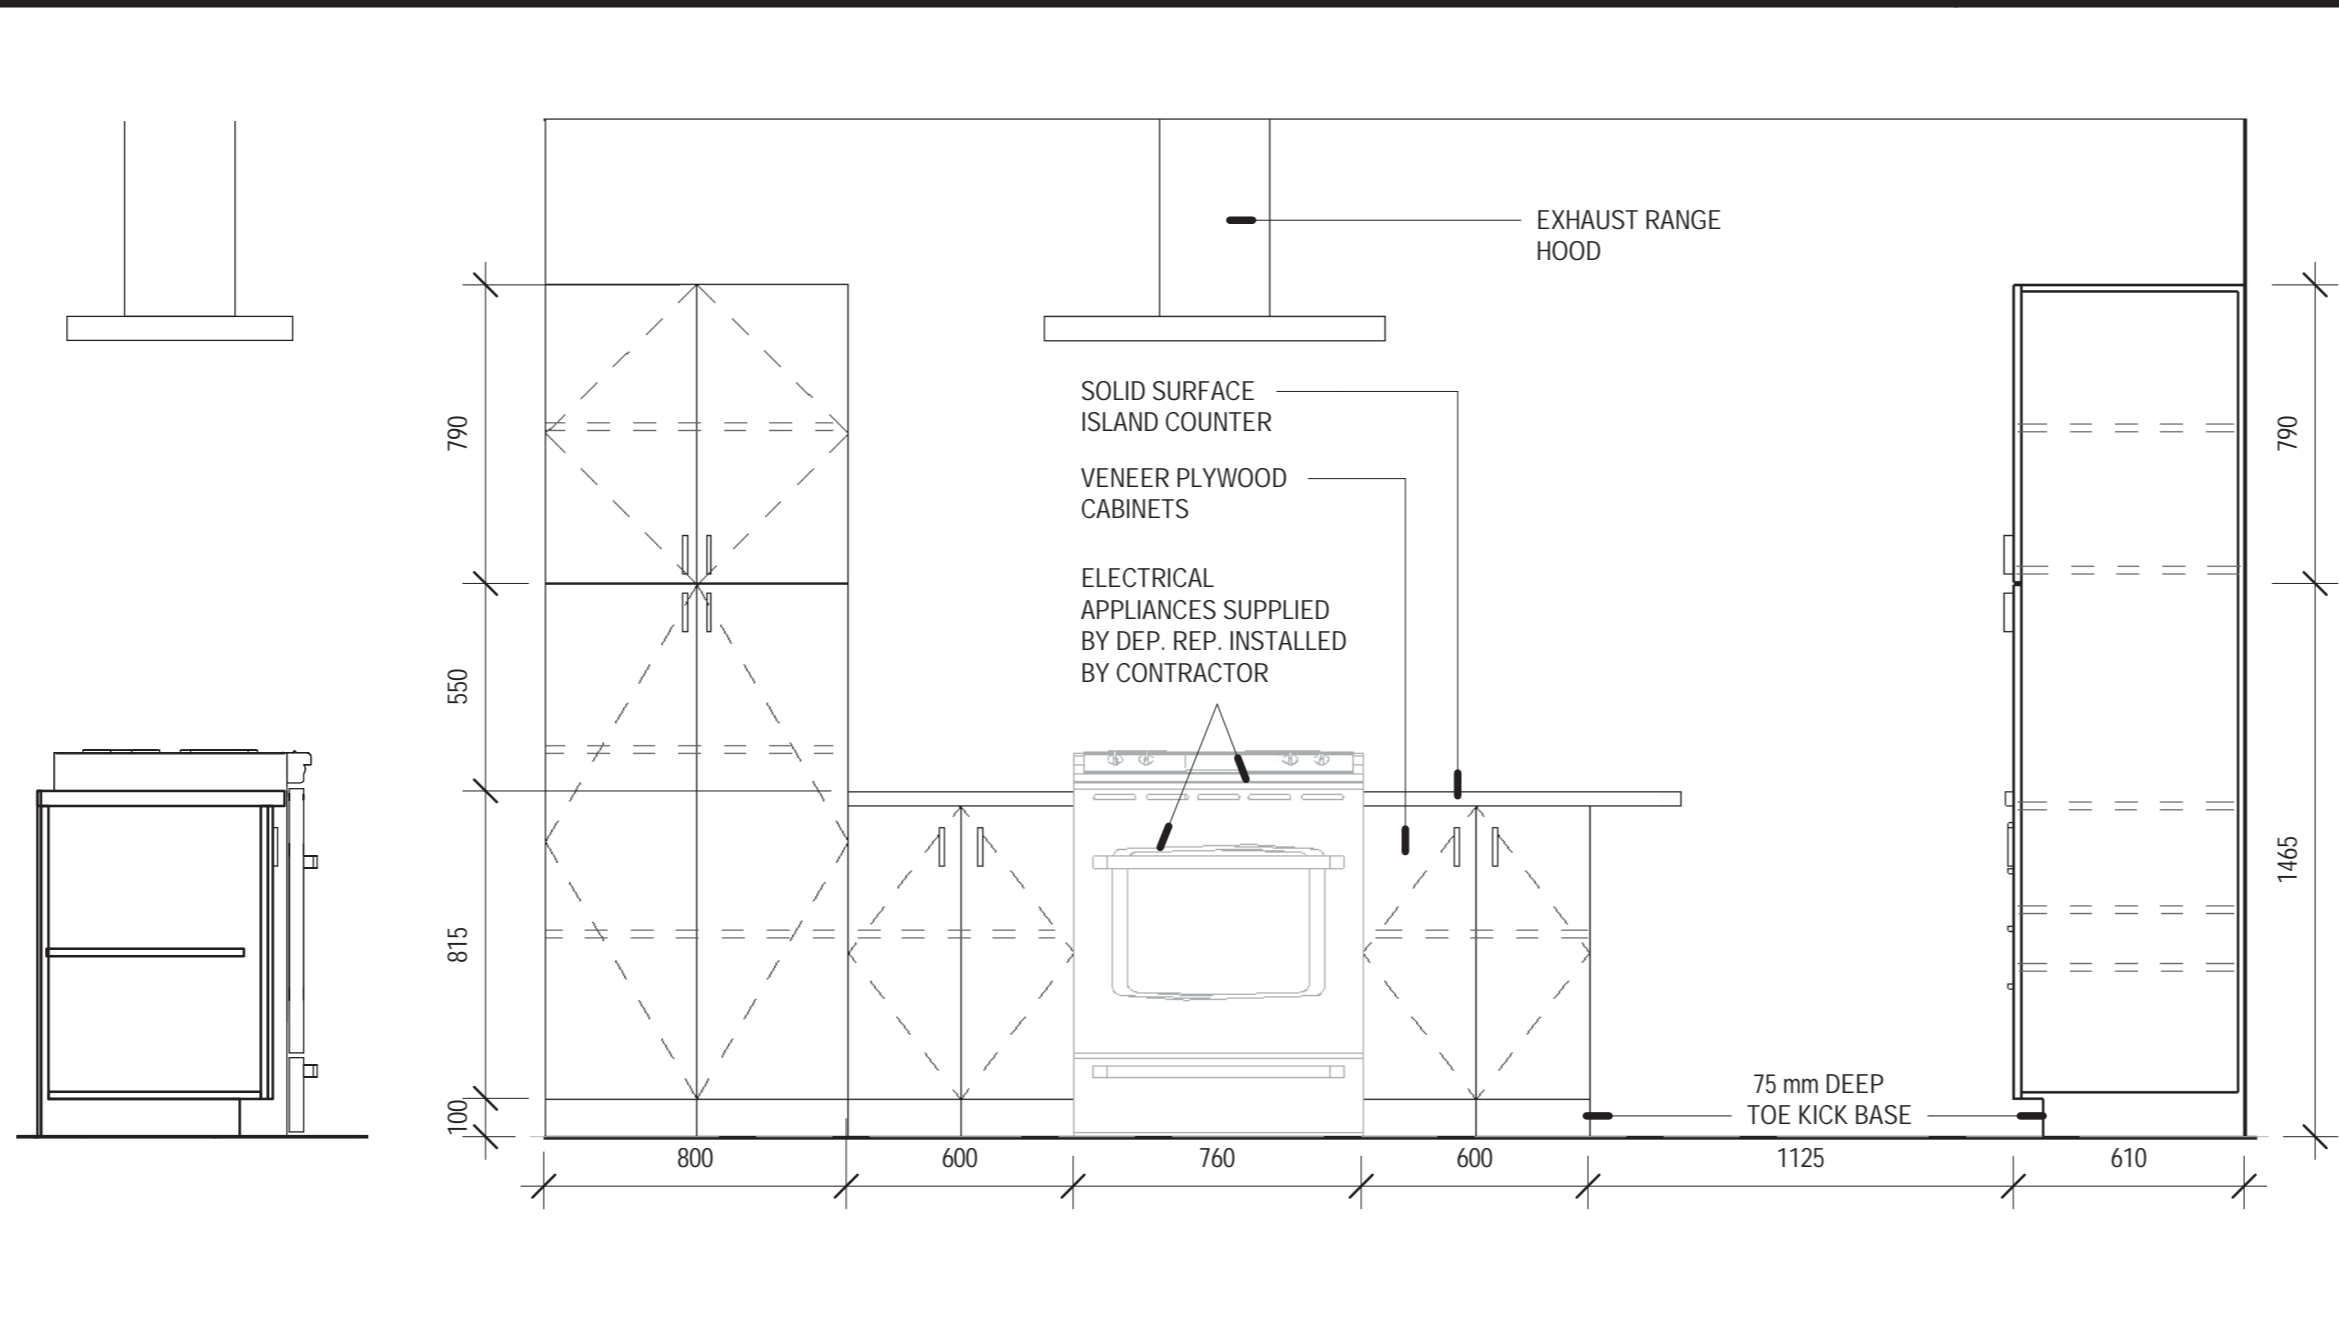 EXHAUST RANGE
HOOD
SOLID SURFACE
ISLAND COUNTER
VENEER PLYWOOD
CABINETS
ELECTRICAL
APPLIANCES SUPPLIED
BY DEP. REP. INSTALLED
BY CONTRACTOR
790
550
815
100
790
1465
75 mm DEEP
TOE KICK BASE
800
600
760
600
1125
610